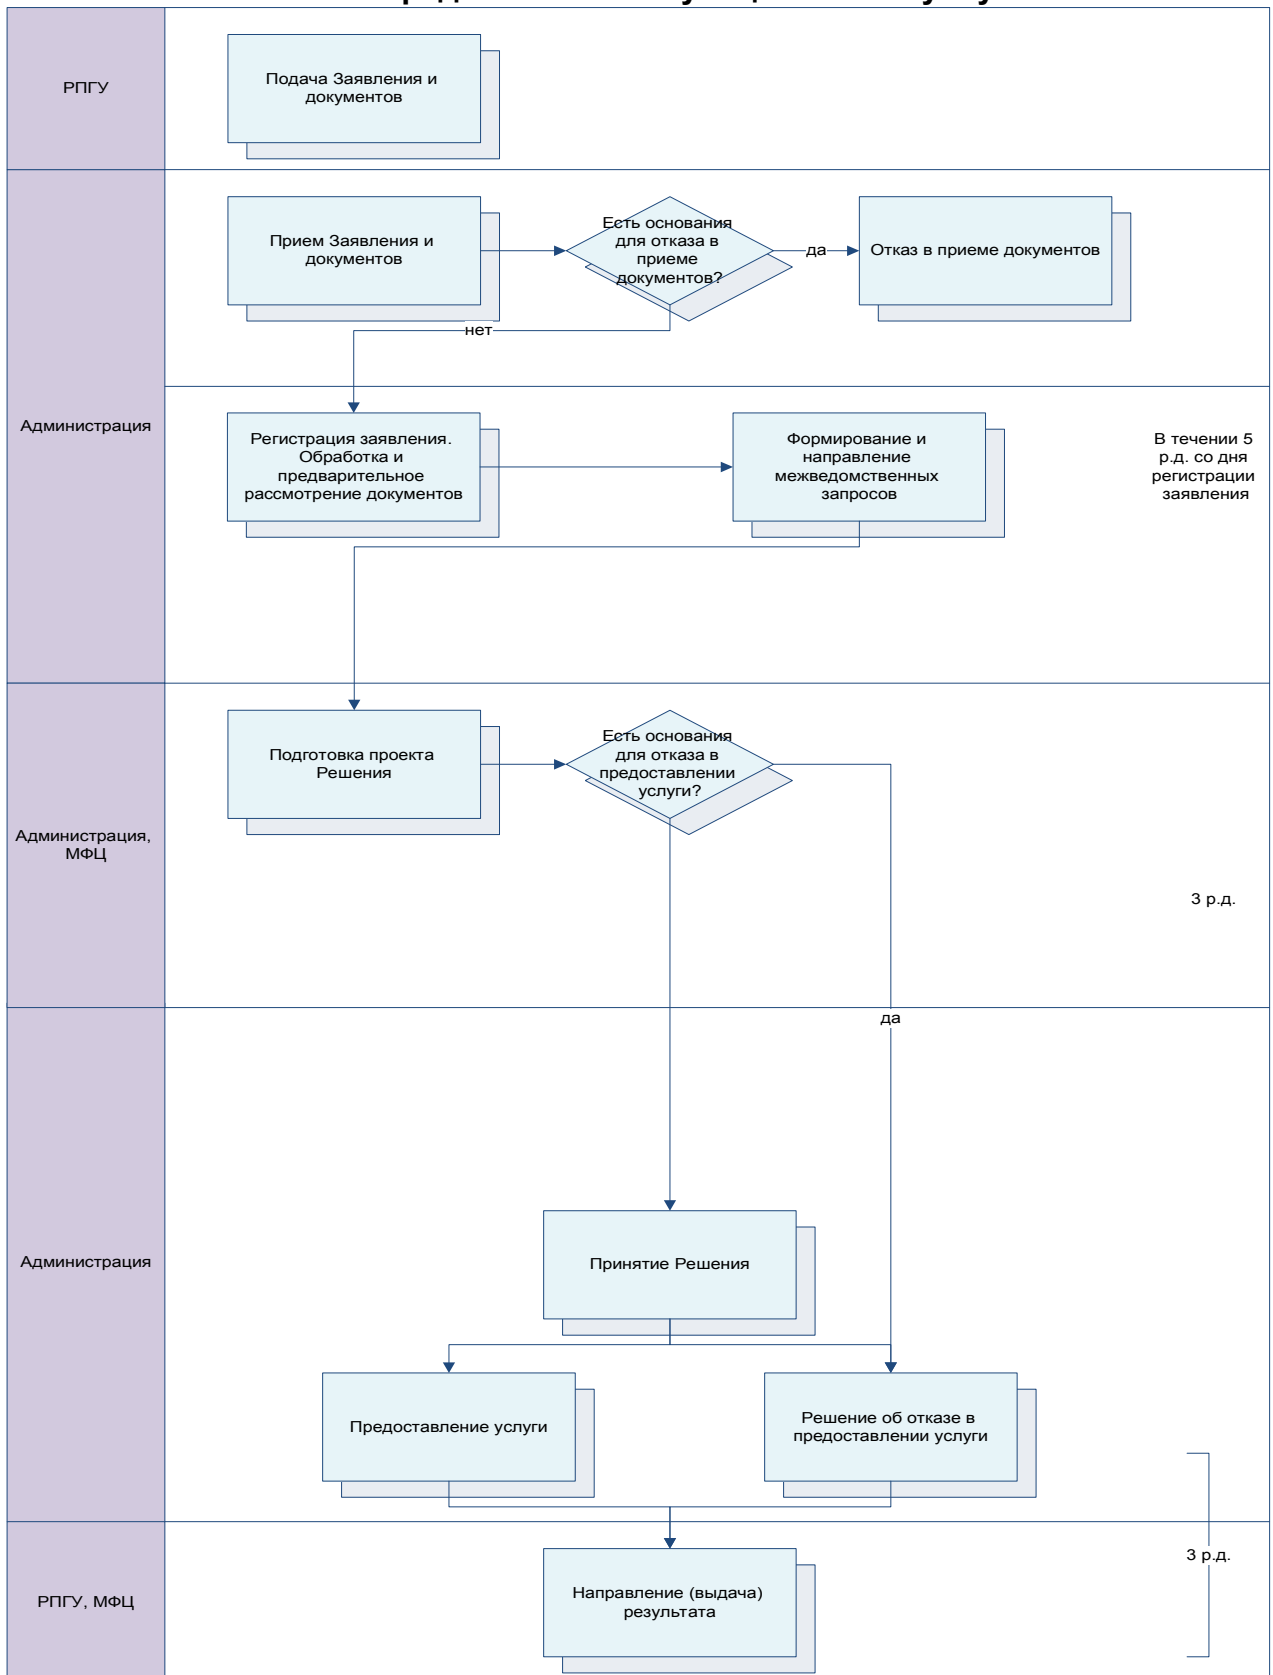 РПГУ
Подача Заявления и
документов
Администрация
Прием Заявления и
документов
Есть основания
для отказа в
приеме
документов?
да
Отказ в приеме документов
нет
Регистрация заявления.
Обработка и
предварительное
рассмотрение документов
Формирование и
направление
межведомственных
запросов
В течении 5
р.д. со дня
регистрации
заявления
Администрация,
МФЦ
Подготовка проекта
Решения
Есть основания
для отказа в
предоставлении
услуги?
3 р.д.
да
Администрация
Принятие Решения
Предоставление услуги
Решение об отказе в
предоставлении услуги
3 р.д.
РПГУ, МФЦ
Направление (выдача)
результата